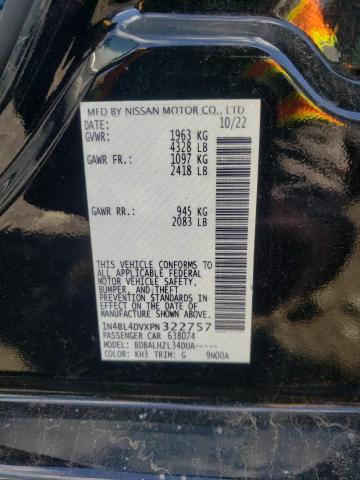 MFD BY NISSAN MOTOR CO., LTD
DATE: 10/22
GVWR: 1963 KG
4328 LB
GAWR FR: 1097 KG
2418 LB
GAWR RR: 945 KG
2083 LB
THIS VEHICLE CONFORMS TO ALL
APPLICABLE FEDERAL MOTOR VEHICLE
SAFETY, BUMPER, AND
THEFT PREVENTION STANDARDS
IN EFFECT ON THE DATE OF
MANUFACTURE SHOWN ABOVE.
1N4BL4DVXPN322757
PASSENGER CAR 638074
MODEL: BDBALHZL34DUA-----
COLOR: KH3 TRIM: G 9N00A